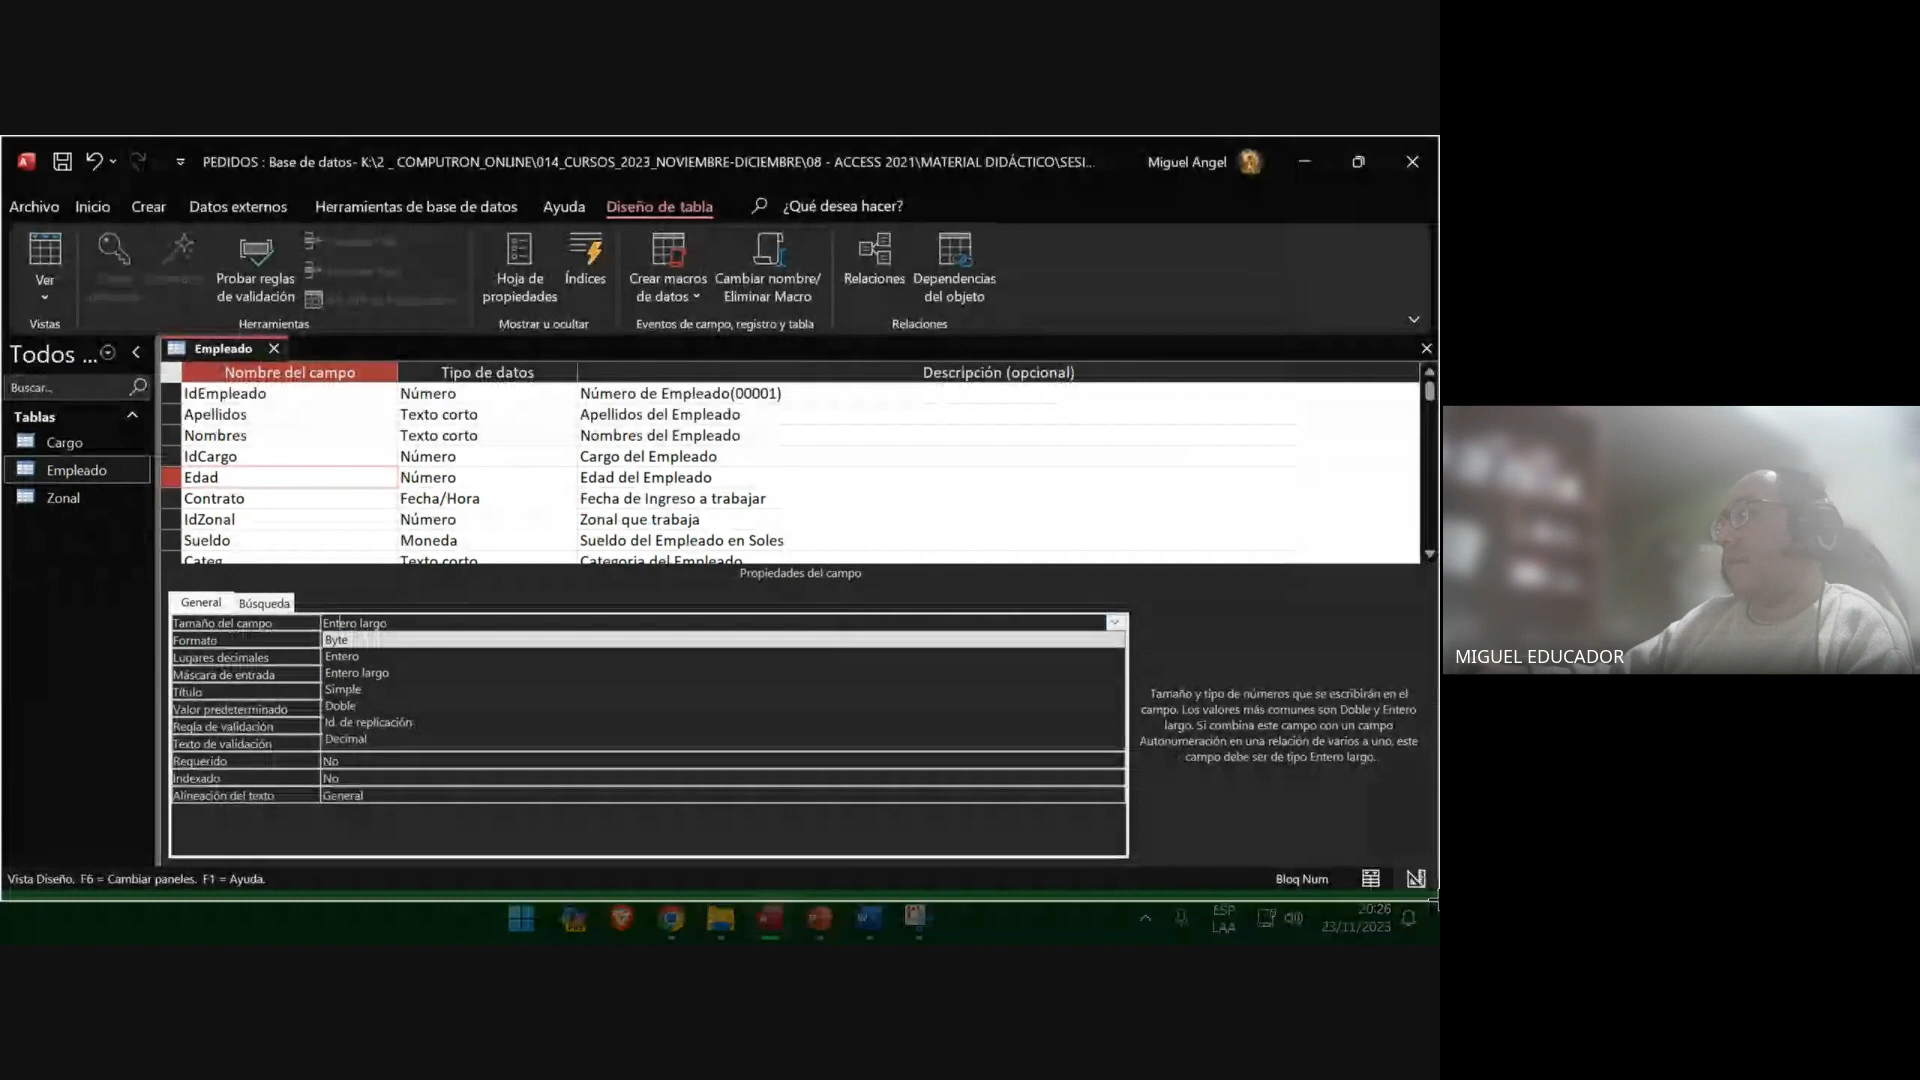 PEDIDOS : Base de datos- K:\2 _ COMPUTRON_ONLINE\014_CURSOS_2023_NOVIEMBRE-DICIEMBRE\08 - ACCESS 2021\MATERIAL DIDÁCTICO\SESI...
Miguel Angel
Archivo Inicio Crear Datos externos Herramientas de base de datos Ayuda Diseño de tabla ¿Qué desea hacer?
Ver
Probar reglas
de validación
Hoja de
propiedades
Índices
Crear macros
de datos
Cambiar nombre/
Eliminar Macro
Relaciones
Dependencias
del objeto
Vistas
Herramientas
Mostrar u ocultar
Eventos de campo, registro y tabla
Relaciones
Todos ...
Buscar...
Tablas
Cargo
Empleado
Zonal
Empleado
Nombre del campo Tipo de datos Descripción (opcional)
IdEmpleado Número Número de Empleado(00001)
Apellidos Texto corto Apellidos del Empleado
Nombres Texto corto Nombres del Empleado
IdCargo Número Cargo del Empleado
Edad Número Edad del Empleado
Contrato Fecha/Hora Fecha de Ingreso a trabajar
IdZonal Número Zonal que trabaja
Sueldo Moneda Sueldo del Empleado en Soles
Categ Texto corto Categoria del Empleado
Propiedades del campo
General Búsqueda
Tamaño del campo Entero largo
Formato Byte
Lugares decimales Entero
Máscara de entrada Entero largo
Título Simple
Valor predeterminado Doble
Regla de validación Id. de replicación
Texto de validación Decimal
Requerido No
Indexado No
Alineación del texto General
Tamaño y tipo de números que se escribirán en el
campo. Los valores más comunes son Doble y Entero
largo. Si combina este campo con un campo
Autonumeración en una relación de varios a uno, este
campo debe ser de tipo Entero largo.
Vista Diseño. F6 = Cambiar paneles. F1 = Ayuda.
Bloq Num
ESP
LAA
20:26
23/11/2023
MIGUEL EDUCADOR